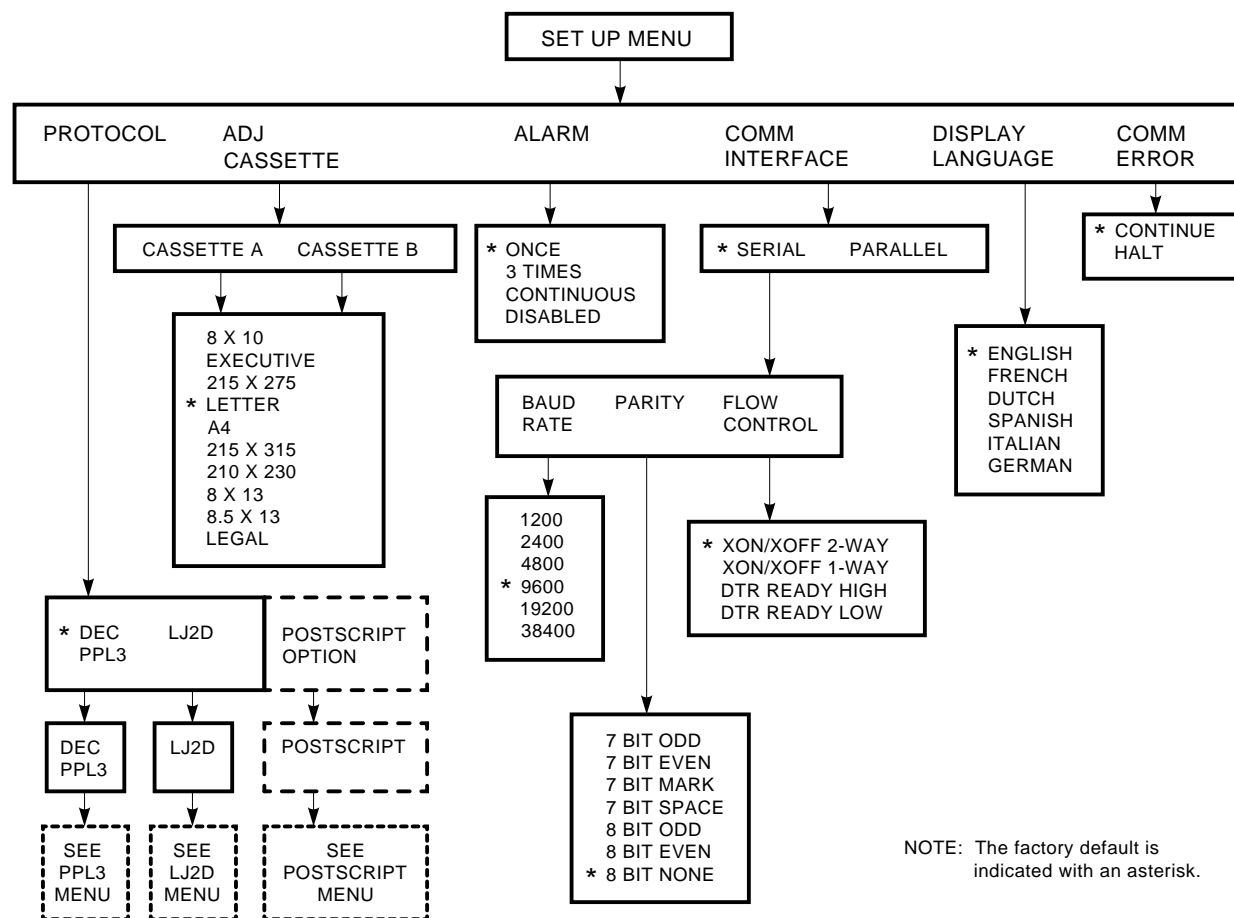 SET UP MENU
PROTOCOL
ADJ
CASSETTE
ALARM
COMM
INTERFACE
DISPLAY
LANGUAGE
COMM
ERROR
CASSETTE A CASSETTE B
8 X 10
EXECUTIVE
215 X 275
* LETTER
A4
215 X 315
210 X 230
8 X 13
8.5 X 13
LEGAL
* ONCE
3 TIMES
CONTINUOUS
DISABLED
* SERIAL PARALLEL
* CONTINUE
HALT
* ENGLISH
FRENCH
DUTCH
SPANISH
ITALIAN
GERMAN
BAUD
RATE
PARITY
FLOW
CONTROL
1200
2400
4800
* 9600
19200
38400
* XON/XOFF 2-WAY
XON/XOFF 1-WAY
DTR READY HIGH
DTR READY LOW
7 BIT ODD
7 BIT EVEN
7 BIT MARK
7 BIT SPACE
8 BIT ODD
8 BIT EVEN
* 8 BIT NONE
* DEC
PPL3
LJ2D
POSTSCRIPT
OPTION
DEC
PPL3
LJ2D
POSTSCRIPT
SEE
PPL3
MENU
SEE
LJ2D
MENU
SEE
POSTSCRIPT
MENU
NOTE: The factory default is
indicated with an asterisk.